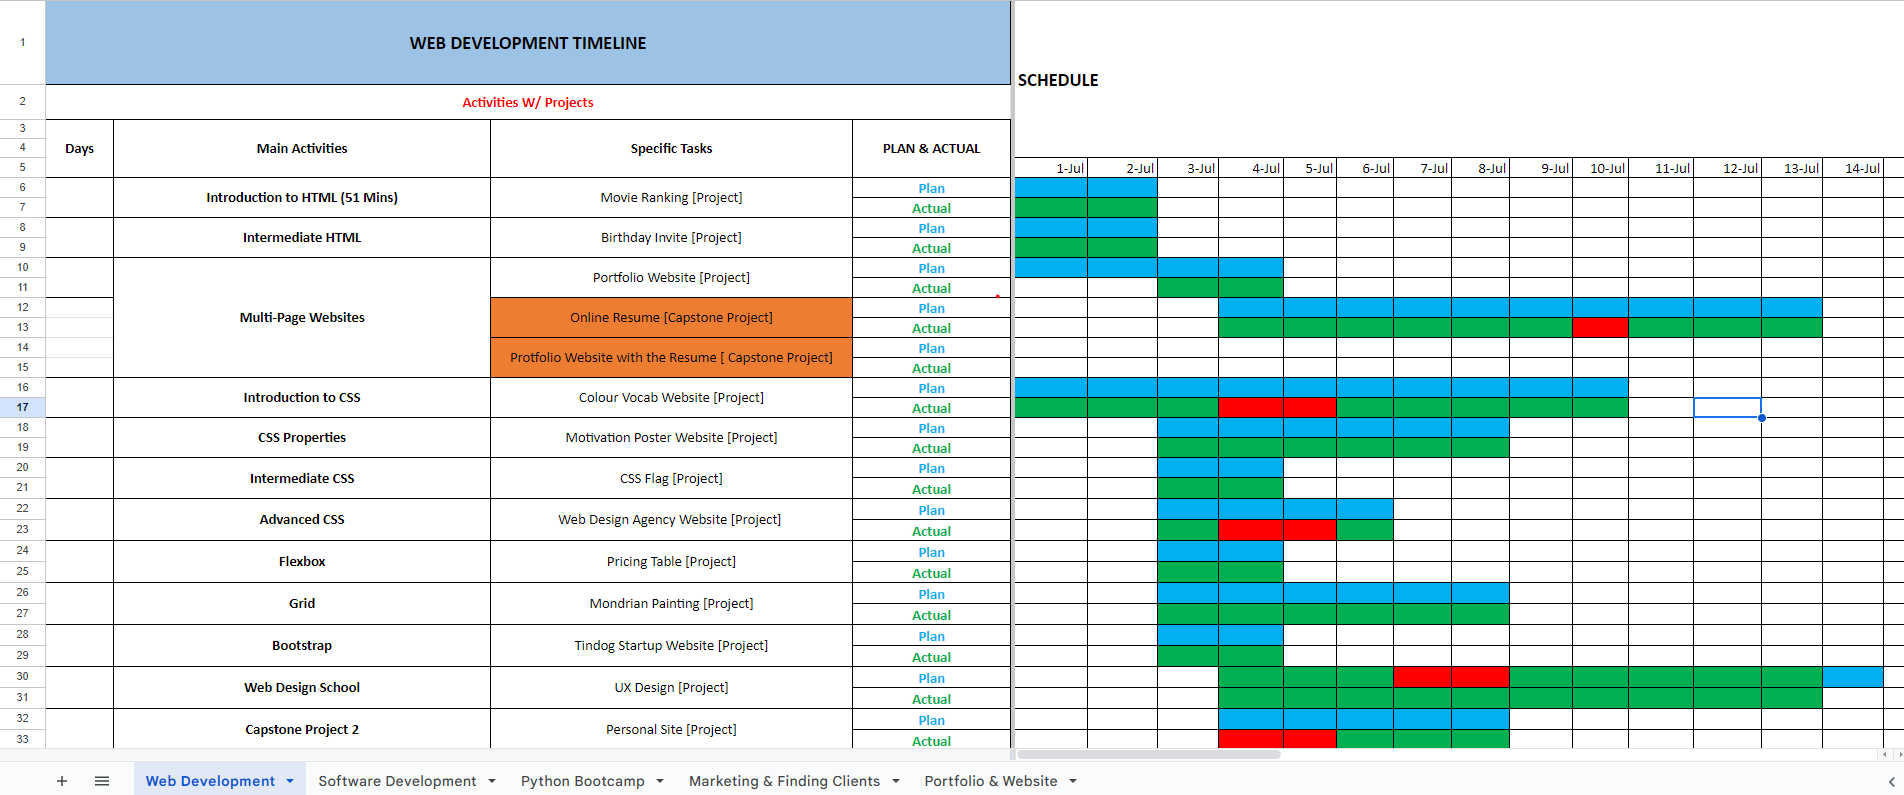 1
WEB DEVELOPMENT TIMELINE
SCHEDULE
2
Activities W/ Projects
3
4
Days
Main Activities
Specific Tasks
PLAN & ACTUAL
5
1-Jul 2-Jul 3-Jul 4-Jul 5-Jul 6-Jul 7-Jul 8-Jul 9-Jul 10-Jul 11-Jul 12-Jul 13-Jul 14-Jul
6
Introduction to HTML (51 Mins)
Movie Ranking [Project]
Plan
7
Actual
8
Intermediate HTML
Birthday Invite [Project]
Plan
9
Actual
10
Multi-Page Websites
Portfolio Website [Project]
Plan
11
Actual
12
Online Resume [Capstone Project]
Plan
13
Actual
14
Protfolio Website with the Resume [ Capstone Project]
Plan
15
Actual
16
Introduction to CSS
Colour Vocab Website [Project]
Plan
17
Actual
18
CSS Properties
Motivation Poster Website [Project]
Plan
19
Actual
20
Intermediate CSS
CSS Flag [Project]
Plan
21
Actual
22
Advanced CSS
Web Design Agency Website [Project]
Plan
23
Actual
24
Flexbox
Pricing Table [Project]
Plan
25
Actual
26
Grid
Mondrian Painting [Project]
Plan
27
Actual
28
Bootstrap
Tindog Startup Website [Project]
Plan
29
Actual
30
Web Design School
UX Design [Project]
Plan
31
Actual
32
Capstone Project 2
Personal Site [Project]
Plan
33
Actual
Web Development
Software Development
Python Bootcamp
Marketing & Finding Clients
Portfolio & Website